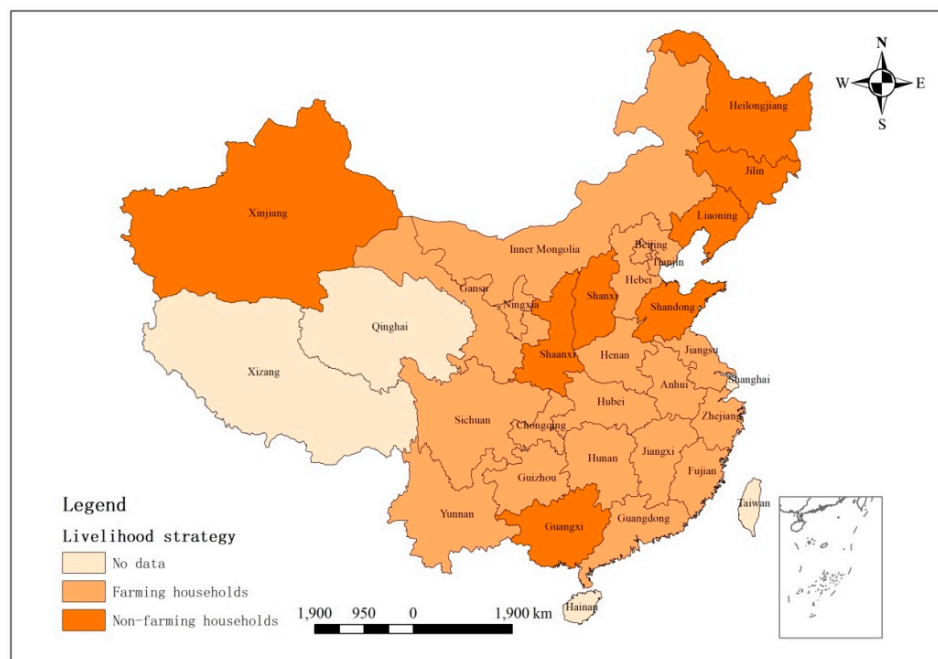 N
W
E
S
Heilongjiang
Jilin
Xinjiang
Liaoning
Inner Mongolia
Beijing
Tianjin
Hebei
Gansu
Ningxia
Shanxi
Shandong
Qinghai
Shaanxi
Henan
Jiangsu
Xizang
Anhui
Shanghai
Hubei
Zhejiang
Sichuan
Chongqing
Hunan
Jiangxi
Guizhou
Fujian
Taiwan
Yunnan
Guangxi
Guangdong
Hainan
Legend
Livelihood strategy
No data
Farming households
Non-farming households
1,900 950 0 1,900 km